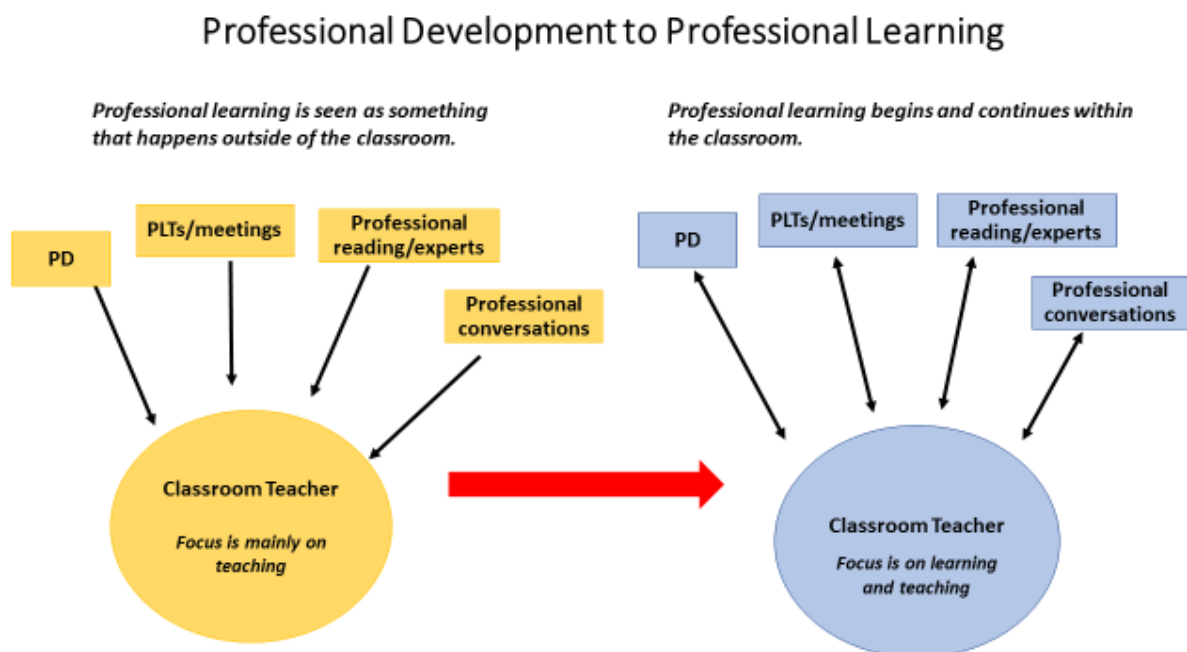 Professional Development to Professional Learning
Professional learning is seen as something
that happens outside of the classroom.
PD
PLTs/meetings
Professional
reading/experts
Professional
conversations
Classroom Teacher
Focus is mainly on
teaching
Professional learning begins and continues within
the classroom.
PD
PLTs/meetings
Professional
reading/experts
Professional
conversations
Classroom Teacher
Focus is on learning
and teaching